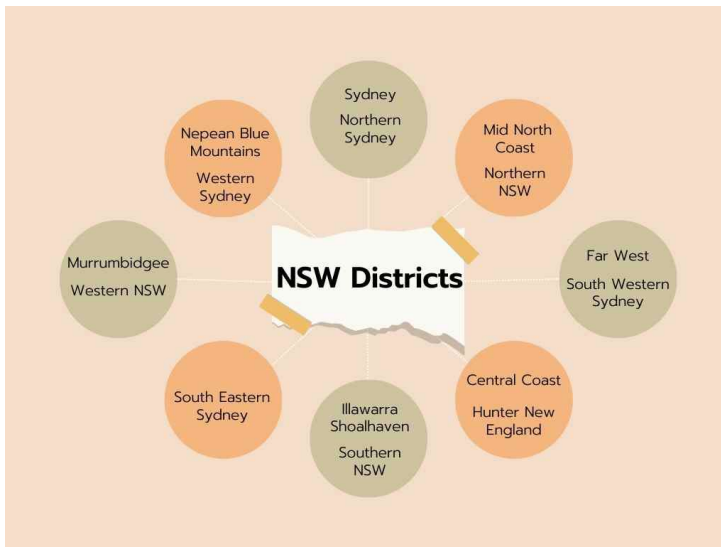 Sydney
Northern
Sydney
Nepean Blue
Mountains
Western
Sydney
Mid North
Coast
Northern
NSW
Murrumbidgee
Western NSW
NSW Districts
Far West
South Western
Sydney
South Eastern
Sydney
Illawarra
Shoalhaven
Southern
NSW
Central Coast
Hunter New
England